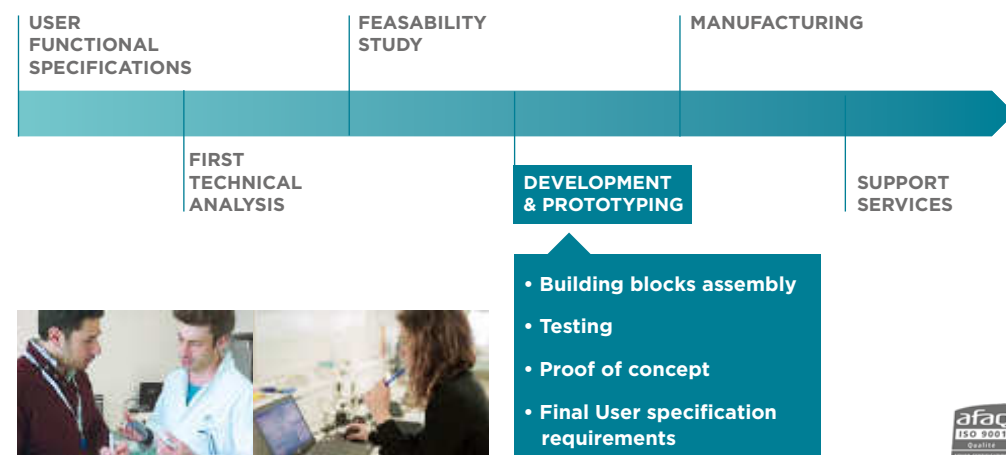 USER
FUNCTIONAL
SPECIFICATIONS
FEASABILITY
STUDY
MANUFACTURING
FIRST
TECHNICAL
ANALYSIS
DEVELOPMENT
& PROTOTYPING
SUPPORT
SERVICES
• Building blocks assembly
• Testing
• Proof of concept
• Final User specification
requirements
afaq
ISO 9001
Qualité